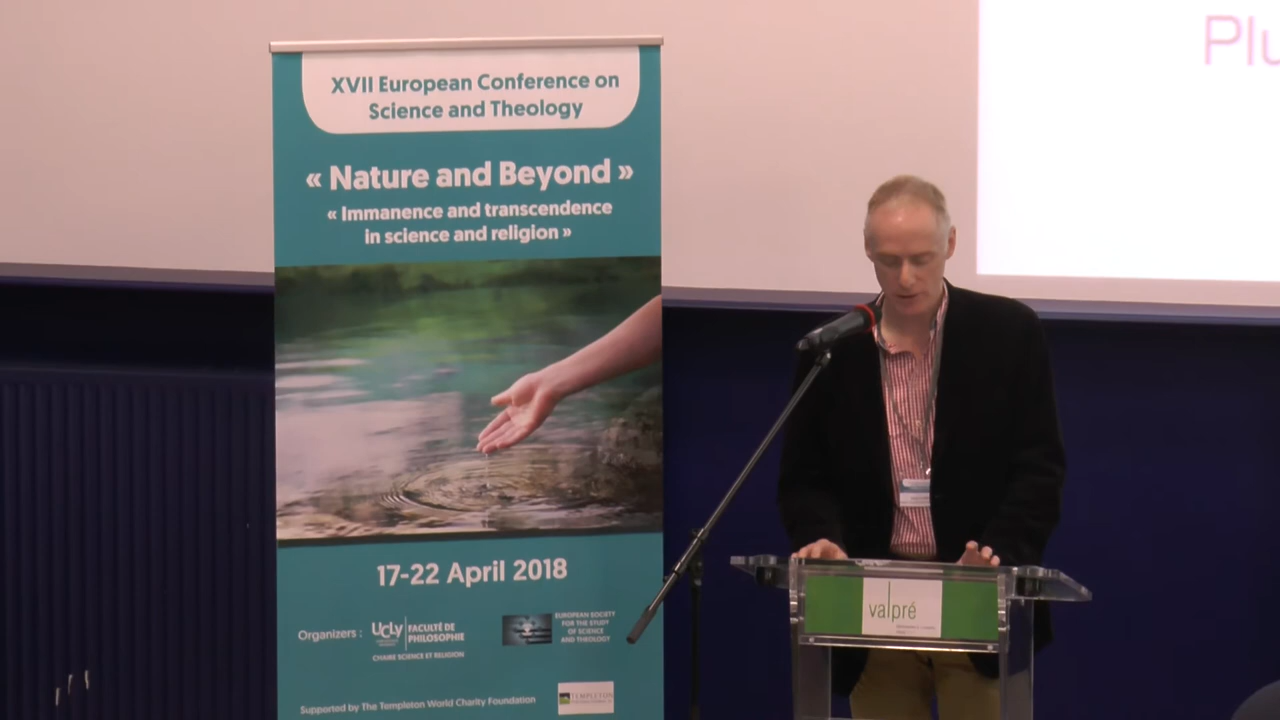 XVII European Conference on
Science and Theology
« Nature and Beyond »
« Immanence and transcendence
in science and religion »
17-22 April 2018
Organizers :
UCLy
FACULTÉ DE
PHILOSOPHIE
CHAIRE SCIENCE ET RELIGION
EUROPEAN SOCIETY
FOR THE STUDY
OF SCIENCE
AND THEOLOGY
Supported by The Templeton World Charity Foundation
TEMPLETON
Plu
valpré